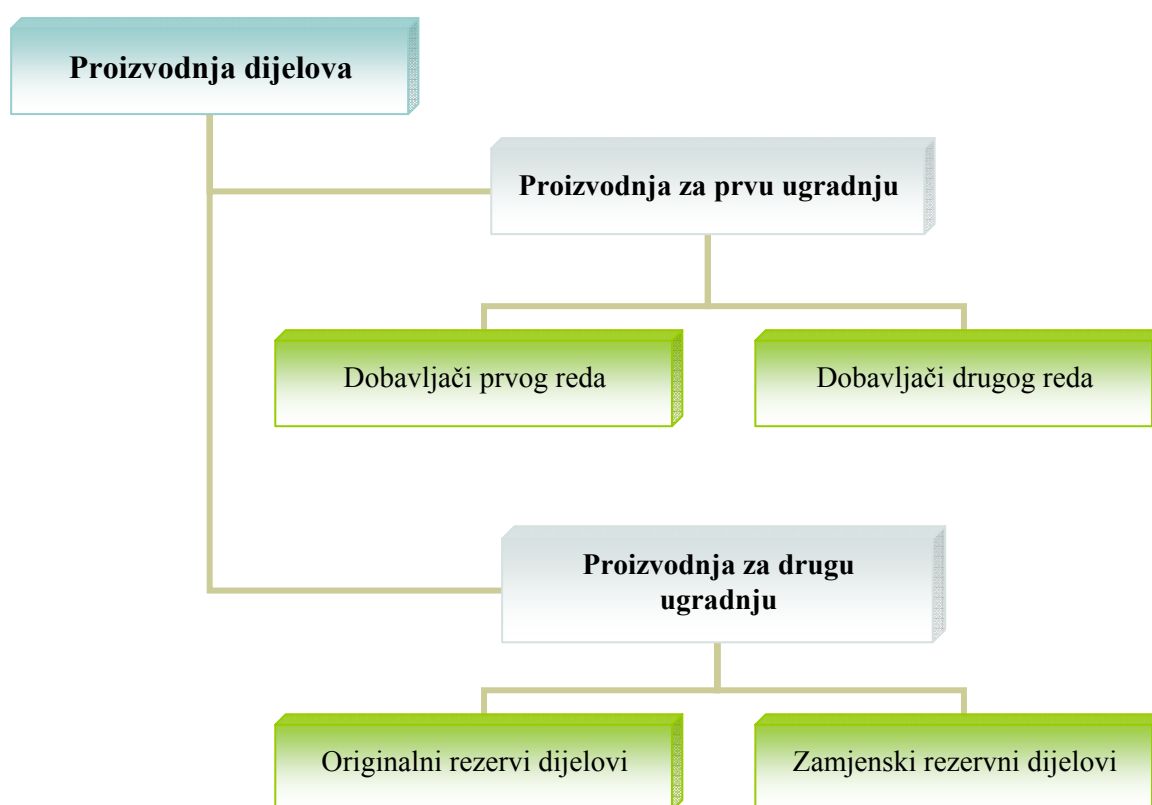 Proizvodnja dijelova
Proizvodnja za prvu ugradnju
Dobavljači prvog reda
Dobavljači drugog reda
Proizvodnja za drugu
ugradnju
Originalni rezervi dijelovi
Zamjenski rezervni dijelovi